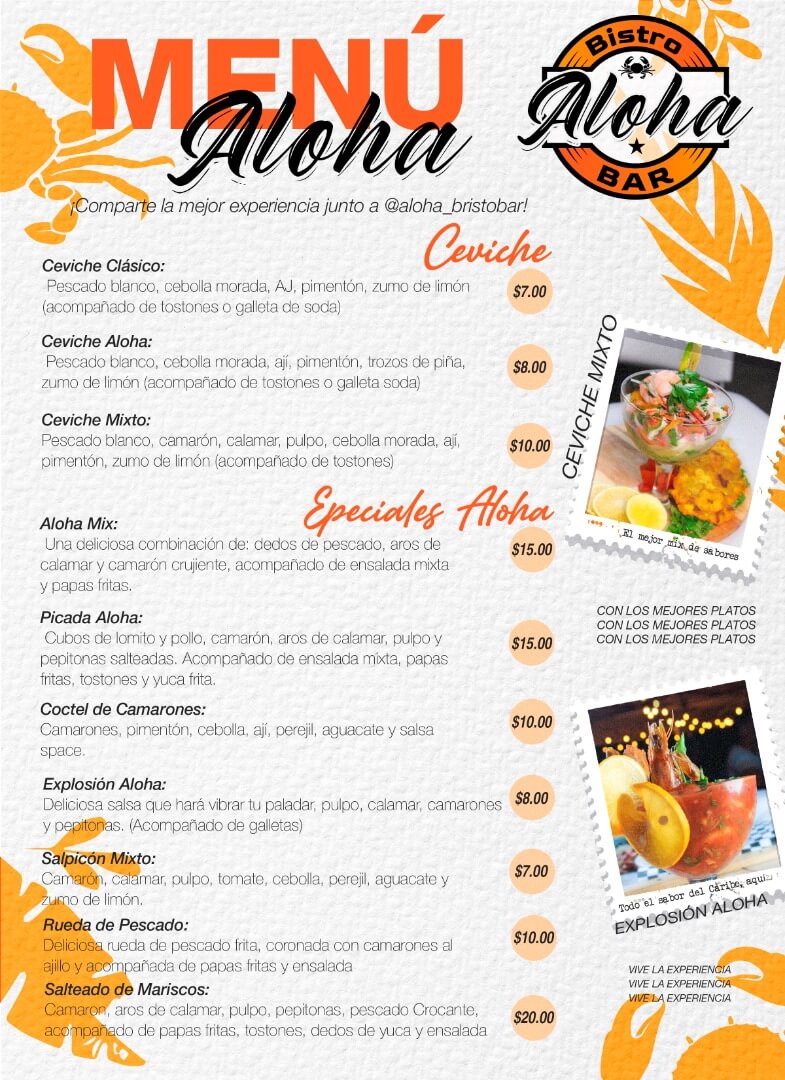 MENÚ
Aloha
Bistro
Aloha
BAR
¡Comparte la mejor experiencia junto a @aloha_bristobar!
Ceviche
Ceviche Clásico:
Pescado blanco, cebolla morada, AJ, pimentón, zumo de limón
(acompañado de tostones o galleta de soda)
$7.00
Ceviche Aloha:
Pescado blanco, cebolla morada, ají, pimentón, trozos de piña,
zumo de limón (acompañado de tostones o galleta soda)
$8.00
Ceviche Mixto:
Pescado blanco, camarón, calamar, pulpo, cebolla morada, ají,
pimentón, zumo de limón (acompañado de tostones)
$10.00
CEVICHE MIXTO
El mejor mix de sabores
Epeciales Aloha
Aloha Mix:
Una deliciosa combinación de: dedos de pescado, aros de
calamar y camarón crujiente, acompañado de ensalada mixta
y papas fritas.
$15.00
Picada Aloha:
Cubos de lomito y pollo, camarón, aros de calamar, pulpo y
pepitonas salteadas. Acompañado de ensalada mixta, papas
fritas, tostones y yuca frita.
$15.00
CON LOS MEJORES PLATOS
CON LOS MEJORES PLATOS
CON LOS MEJORES PLATOS
Coctel de Camarones:
Camarones, pimentón, cebolla, ají, perejil, aguacate y salsa
space.
$10.00
Explosión Aloha:
Deliciosa salsa que hará vibrar tu paladar, pulpo, calamar, camarones
y pepitonas. (Acompañado de galletas)
$8.00
Salpicón Mixto:
Camarón, calamar, pulpo, tomate, cebolla, perejil, aguacate y
zumo de limón.
$7.00
Todo el sabor del Caribe, aquí
EXPLOSIÓN ALOHA
Rueda de Pescado:
Deliciosa rueda de pescado frita, coronada con camarones al
ajillo y acompañada de papas fritas y ensalada
$10.00
Salteado de Mariscos:
Camaron, aros de calamar, pulpo, pepitonas, pescado Crocante,
acompañado de papas fritas, tostones, dedos de yuca y ensalada
$20.00
VIVE LA EXPERIENCIA
VIVE LA EXPERIENCIA
VIVE LA EXPERIENCIA